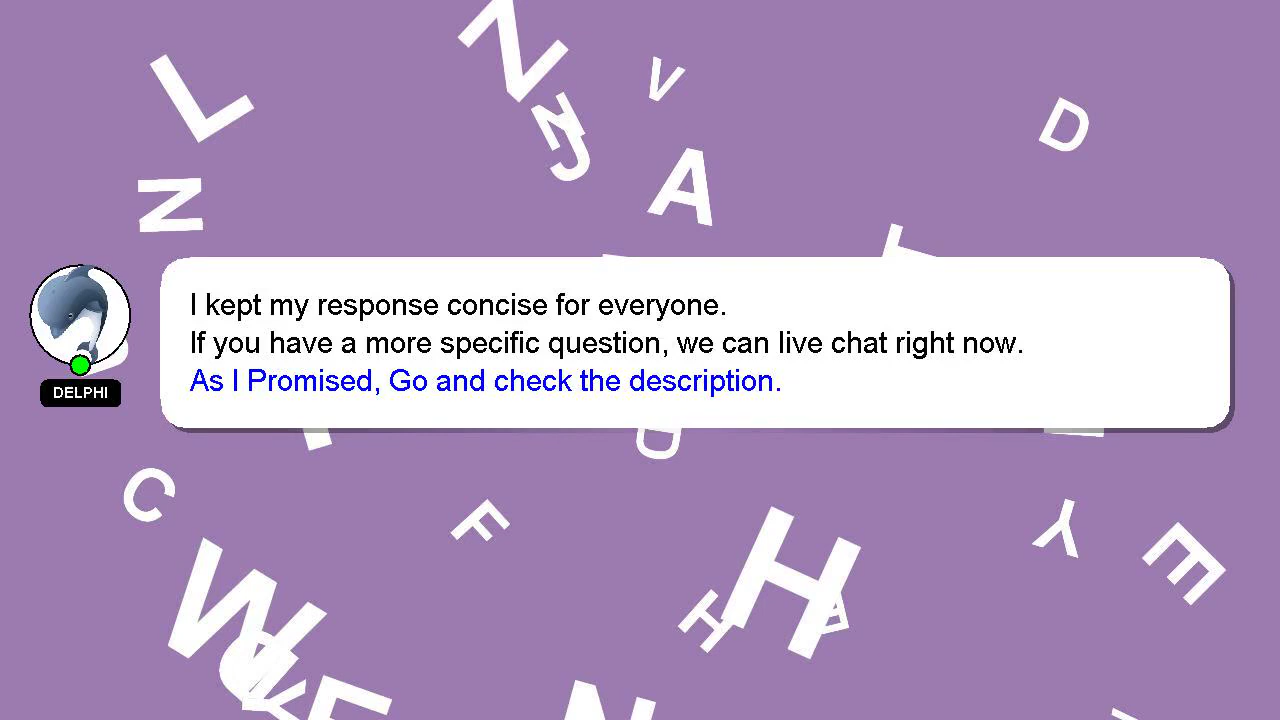 L
N
V
N
J
D
A
N
I kept my response concise for everyone.
If you have a more specific question, we can live chat right now.
As I Promised, Go and check the description.
DELPHI
C
F
Y
E
H
W
H